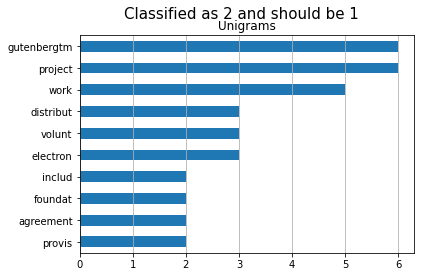 Classified as 2 and should be 1
Unigrams
gutenbergtm
project
work
distribut
volunt
electron
includ
foundat
agreement
provis
0 1 2 3 4 5 6